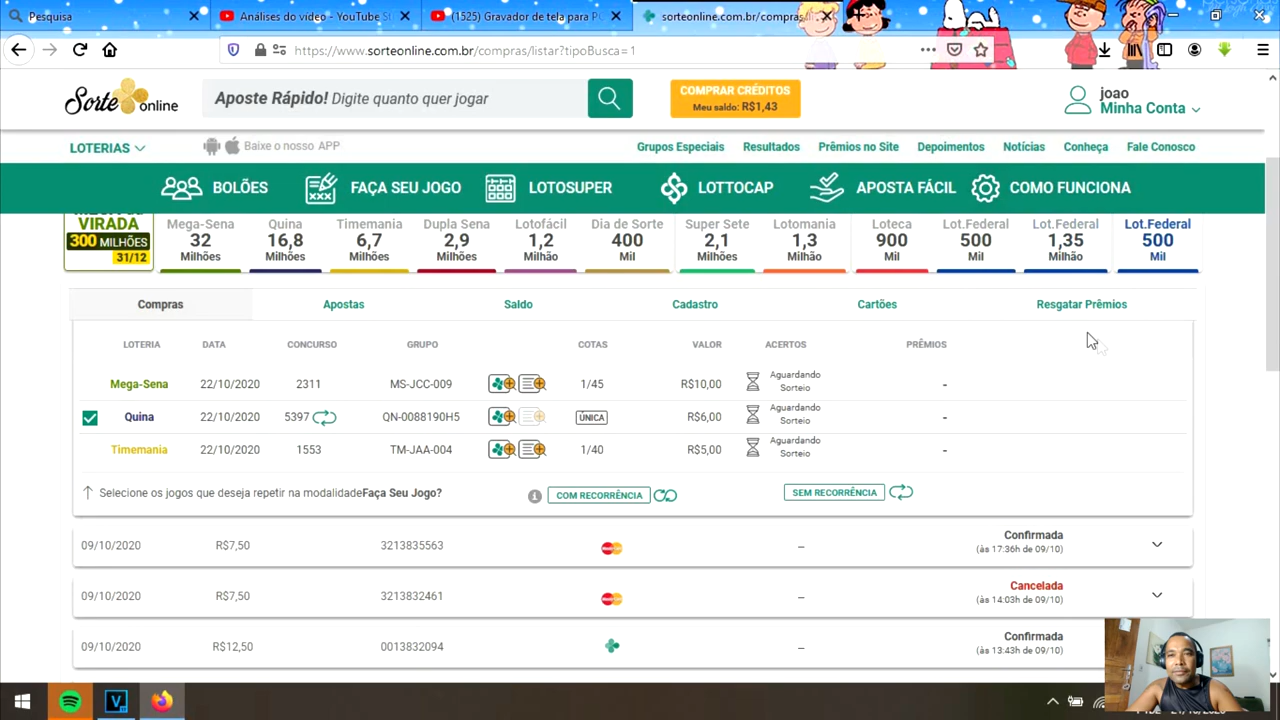 Pesquisa
Análises do vídeo - YouTube St
(1525) Gravador de tela para PC
sorteonline.com.br/compras/li
https://www.sorteonline.com.br/compras/listar?tipoBusca=1
Sorte online
Aposte Rápido! Digite quanto quer jogar
COMPRAR CRÉDITOS
Meu saldo: R$1,43
joao
Minha Conta
LOTERIAS
Baixe o nosso APP
Grupos Especiais
Resultados
Prêmios no Site
Depoimentos
Notícias
Conheça
Fale Conosco
BOLÕES
FAÇA SEU JOGO
LOTOSUPER
LOTTOCAP
APOSTA FÁCIL
COMO FUNCIONA
VIRADA
300 MILHÕES
31/12
Mega-Sena
32
Milhões
Quina
16,8
Milhões
Timemania
6,7
Milhões
Dupla Sena
2,9
Milhões
Lotofácil
1,2
Milhão
Dia de Sorte
400
Mil
Super Sete
2,1
Milhões
Lotomania
1,3
Milhão
Loteca
900
Mil
Lot.Federal
500
Mil
Lot.Federal
1,35
Milhão
Lot.Federal
500
Mil
Compras
Apostas
Saldo
Cadastro
Cartões
Resgatar Prêmios
LOTERIA DATA CONCURSO GRUPO COTAS VALOR ACERTOS PRÊMIOS
Mega-Sena 22/10/2020 2311 MS-JCC-009 1/45 R$10,00 Aguardando Sorteio -
Quina 22/10/2020 5397 QN-0088190H5 ÚNICA R$6,00 Aguardando Sorteio -
Timemania 22/10/2020 1553 TM-JAA-004 1/40 R$5,00 Aguardando Sorteio -
Selecione os jogos que deseja repetir na modalidadeFaça Seu Jogo?
COM RECORRÊNCIA
SEM RECORRÊNCIA
09/10/2020 R$7,50 3213835563 – Confirmada
(às 17:36h de 09/10)
09/10/2020 R$7,50 3213832461 – Cancelada
(às 14:03h de 09/10)
09/10/2020 R$12,50 0013832094 – Confirmada
(às 13:43h de 09/10)